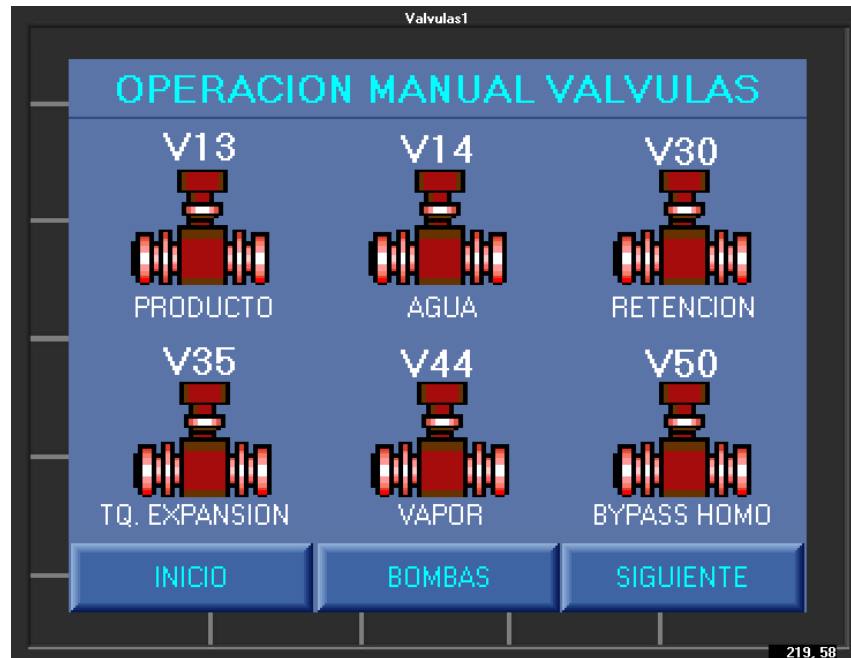 Valvulas1
OPERACION MANUAL VALVULAS
V13 V14 V30
PRODUCTO AGUA RETENCION
V35 V44 V50
TQ. EXPANSION VAPOR BYPASS HOMO
INICIO BOMBAS SIGUIENTE
219, 58